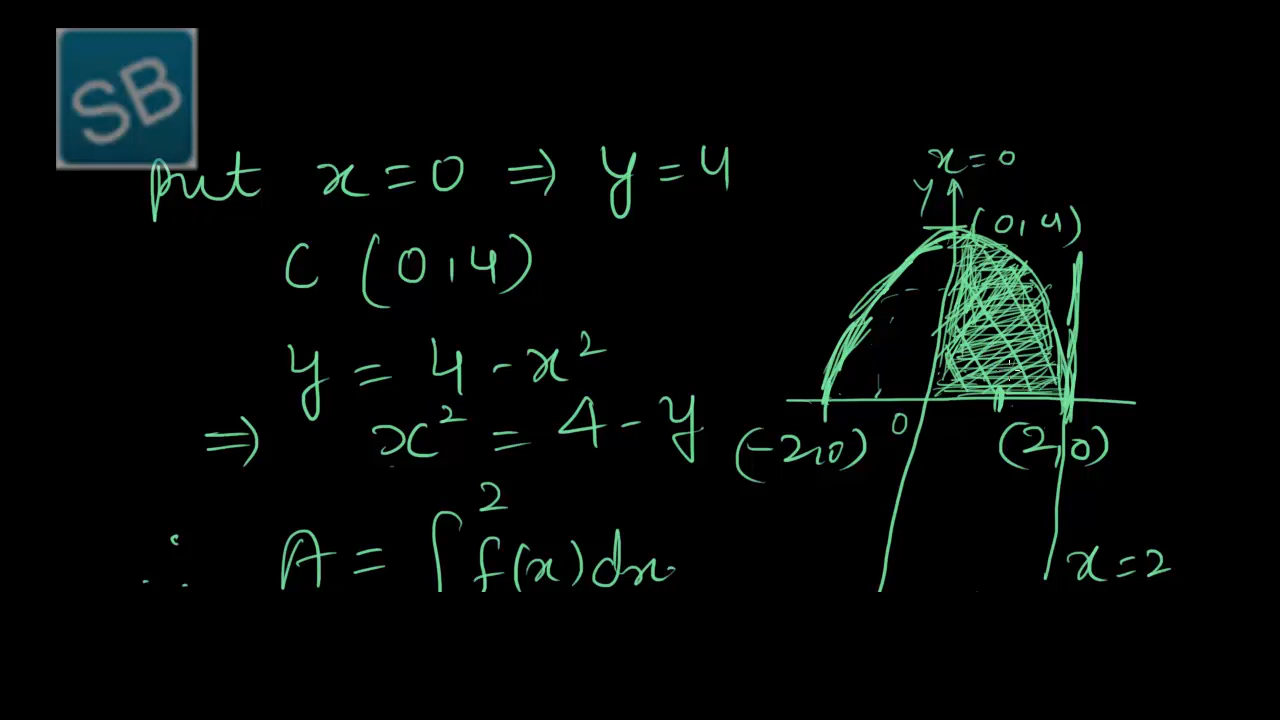 SB
put x = 0 ⇒ y = 4
C (0,4)
y = 4 - x²
⇒ x² = 4 - y
∴ A = ∫² f(x) dx
x = 0
y
(0,4)
(-2,0) 0 (2,0)
x = 2